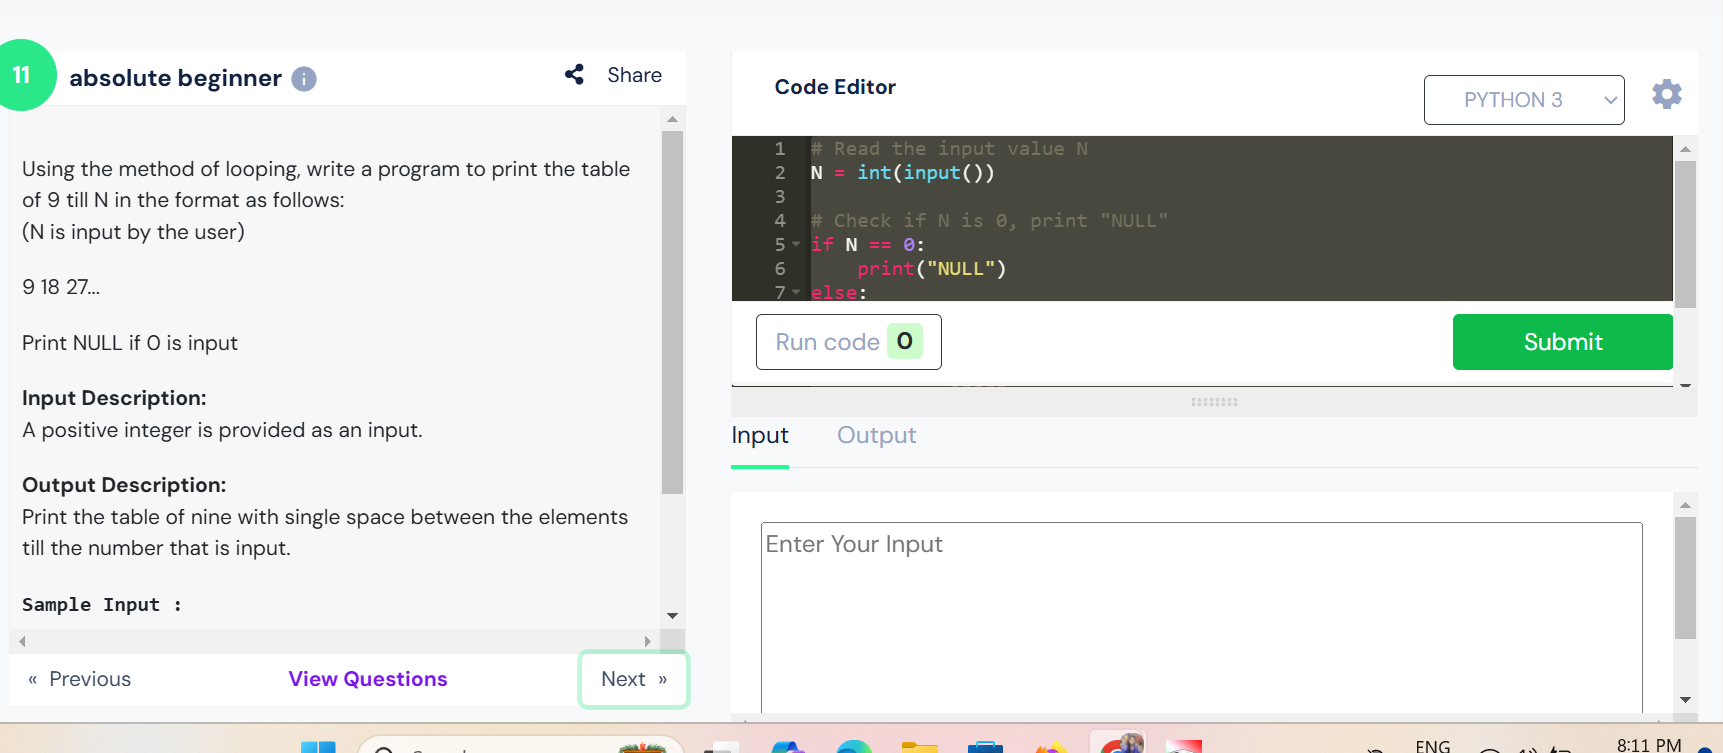 11
absolute beginner
Share
Using the method of looping, write a program to print the table
of 9 till N in the format as follows:
(N is input by the user)
9 18 27...
Print NULL if 0 is input
Input Description:
A positive integer is provided as an input.
Output Description:
Print the table of nine with single space between the elements
till the number that is input.
Sample Input :
« Previous
View Questions
Next »
Code Editor
PYTHON 3
1 # Read the input value N
2 N = int(input())
3
4 # Check if N is 0, print "NULL"
5 if N == 0:
6     print("NULL")
7 else:
Run code 0
Submit
Input
Output
Enter Your Input
ENG
8:11 PM